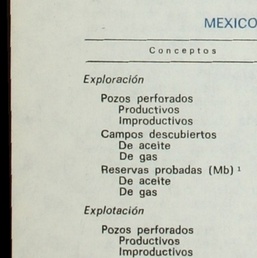 MEXICO
Conceptos
Exploración
Pozos perforados
Productivos
Improductivos
Campos descubiertos
De aceite
De gas
Reservas probadas (Mb) ¹
De aceite
De gas
Explotación
Pozos perforados
Productivos
Improductivos